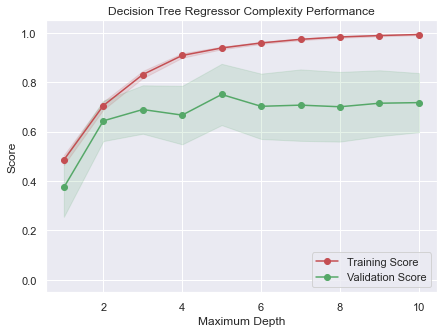 Decision Tree Regressor Complexity Performance
Score
1.0
0.8
0.6
0.4
0.2
0.0
Training Score
Validation Score
2 4 6 8 10
Maximum Depth